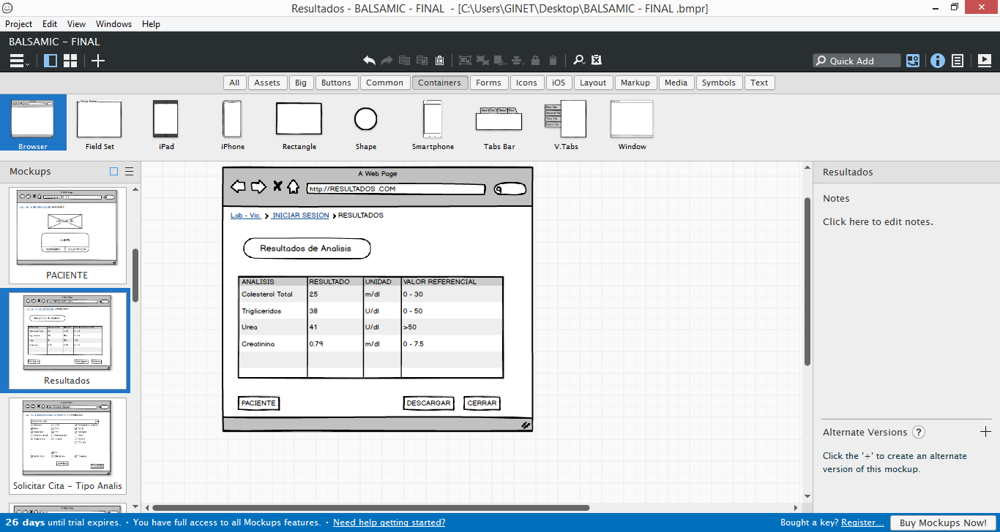 Resultados - BALSAMIC - FINAL - [C:\Users\GINET\Desktop\BALSAMIC - FINAL .bmpr]
Project Edit View Windows Help
BALSAMIC - FINAL
Quick Add
All Assets Big Buttons Common Containers Forms Icons iOS Layout Markup Media Symbols Text
Browser Field Set iPad iPhone Rectangle Shape Smartphone Tabs Bar V.Tabs Window
Mockups
PACIENTE
Resultados
Solicitar Cita - Tipo Analis
A Web Page
http://RESULTADOS .COM
Lab - Vic > INICIAR SESION > RESULTADOS
Resultados de Analisis
ANALISIS RESULTADO UNIDAD VALOR REFERENCIAL
Colesterol Total 25 m/dl 0 - 30
Trigliceridos 38 U/dl 0 - 50
Urea 41 U/dl >50
Creatinina 0.79 m/dl 0 - 7.5
PACIENTE DESCARGAR CERRAR
Resultados
Notes
Click here to edit notes.
Alternate Versions ?
Click the '+' to create an alternate
version of this mockup.
26 days until trial expires. · You have full access to all Mockups features. · Need help getting started?
Bought a key? Register... Buy Mockups Now!